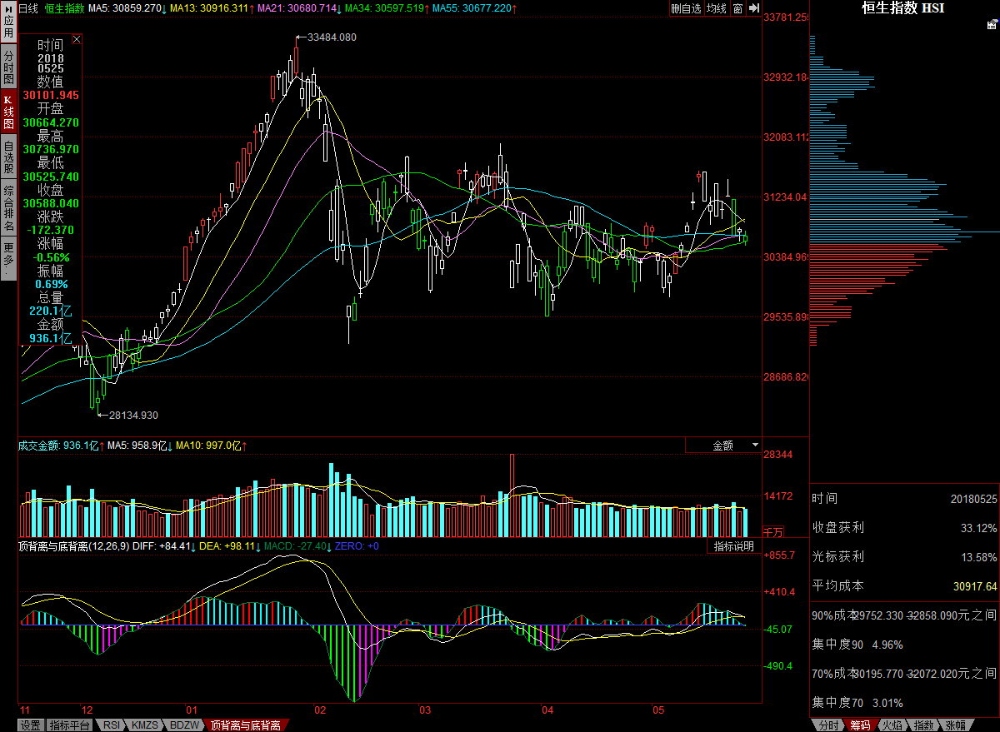 日线 恒生指数 MA5: 30859.270↓ MA13: 30916.311↑ MA21: 30680.714↓ MA34: 30597.519↑ MA55: 30677.220↑
删自选 均线 窗
恒生指数 HSI
应用
分时图
K线图
自选股
综合排名
更多
时间
2018
0525
数值
30101.945
开盘
30664.270
最高
30736.970
最低
30525.740
收盘
30588.040
涨跌
-172.370
涨幅
-0.56%
振幅
0.69%
总量
220.1亿
金额
936.1亿
33484.080
28134.930
33781.25
32932.18
32083.11
31234.04
30384.96
29535.89
28686.82
成交金额: 936.1亿↑ MA5: 958.9亿↓ MA10: 997.0亿↑
金额
28344
14172
千万
顶背离与底背离(12,26,9) DIFF: +84.41↓ DEA: +98.11↓ MACD: -27.40↓ ZERO: +0
指标说明
+855.7
+410.4
-45.07
-490.4
11 12 01 02 03 04 05
设置 指标平台 RSI KMZS BDZW 顶背离与底背离
时间 20180525
收盘获利 33.12%
光标获利 13.58%
平均成本 30917.64
90%成本29752.330-32858.090元之间
集中度90 4.96%
70%成本30195.770-32072.020元之间
集中度70 3.01%
分时 筹码 火焰 指数 涨幅